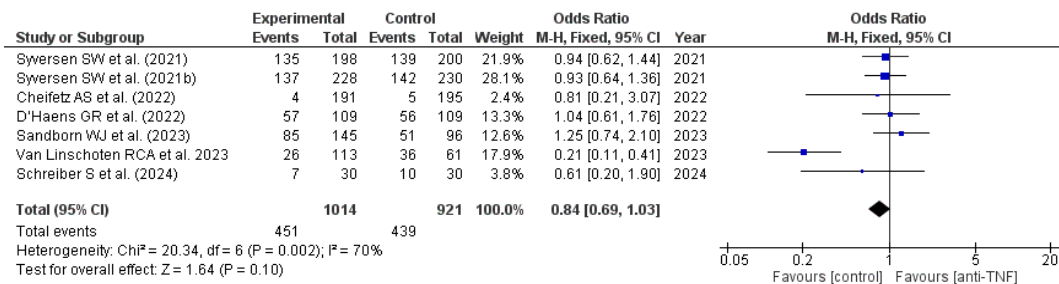 Experimental Control Odds Ratio Odds Ratio
Study or Subgroup Events Total Events Total Weight M-H, Fixed, 95% CI Year M-H, Fixed, 95% CI
Syversen SW et al. (2021) 135 198 139 200 21.9% 0.94 [0.62, 1.44] 2021
Syversen SW et al. (2021b) 137 228 142 230 28.1% 0.93 [0.64, 1.36] 2021
Cheifetz AS et al. (2022) 4 191 5 195 2.4% 0.81 [0.21, 3.07] 2022
D'Haens GR et al. (2022) 57 109 56 109 13.3% 1.04 [0.61, 1.76] 2022
Sandborn WJ et al. (2023) 85 145 51 96 12.6% 1.25 [0.74, 2.10] 2023
Van Linschoten RCA et al. 2023 26 113 36 61 17.9% 0.21 [0.11, 0.41] 2023
Schreiber S et al. (2024) 7 30 10 30 3.8% 0.61 [0.20, 1.90] 2024
Total (95% CI) 1014 921 100.0% 0.84 [0.69, 1.03]
Total events 451 439
Heterogeneity: Chi² = 20.34, df = 6 (P = 0.002); I² = 70%
Test for overall effect: Z = 1.64 (P = 0.10)
0.05 0.2 1 5 20
Favours [control] Favours [anti-TNF]